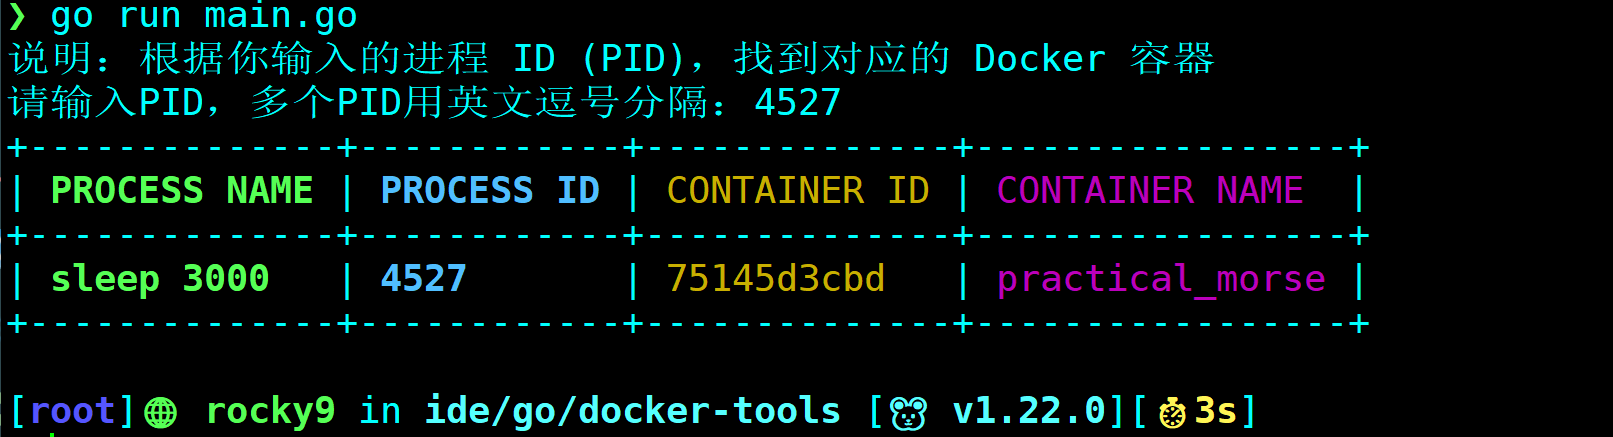 ❯ go run main.go
说明：根据你输入的进程 ID (PID)，找到对应的 Docker 容器
请输入PID，多个PID用英文逗号分隔：4527
+--------------+------------+--------------+-----------------+
| PROCESS NAME | PROCESS ID | CONTAINER ID | CONTAINER NAME  |
+--------------+------------+--------------+-----------------+
| sleep 3000   | 4527       | 75145d3cbd   | practical_morse |
+--------------+------------+--------------+-----------------+
[root]🌐 rocky9 in ide/go/docker-tools [🐭 v1.22.0][⏱3s]